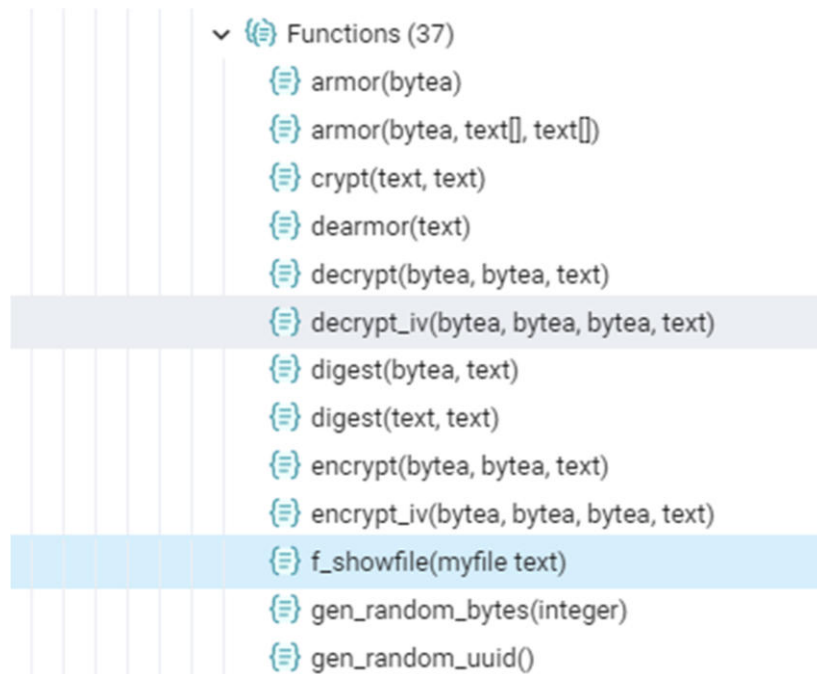 Functions (37)
armor(bytea)
armor(bytea, text[], text[])
crypt(text, text)
dearmor(text)
decrypt(bytea, bytea, text)
decrypt_iv(bytea, bytea, bytea, text)
digest(bytea, text)
digest(text, text)
encrypt(bytea, bytea, text)
encrypt_iv(bytea, bytea, bytea, text)
f_showfile(myfile text)
gen_random_bytes(integer)
gen_random_uuid()